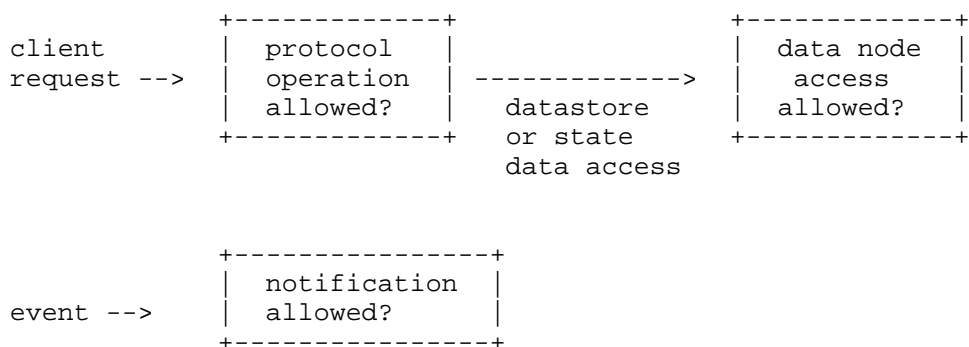 +-------------+                 +-------------+
client       |  protocol   |                 |  data node  |
request -->  |  operation  | ------------->  |   access    |
             |  allowed?   |   datastore     |  allowed?   |
             +-------------+   or state      +-------------+
                               data access
             +----------------+
             |  notification  |
event -->    |  allowed?      |
             +----------------+